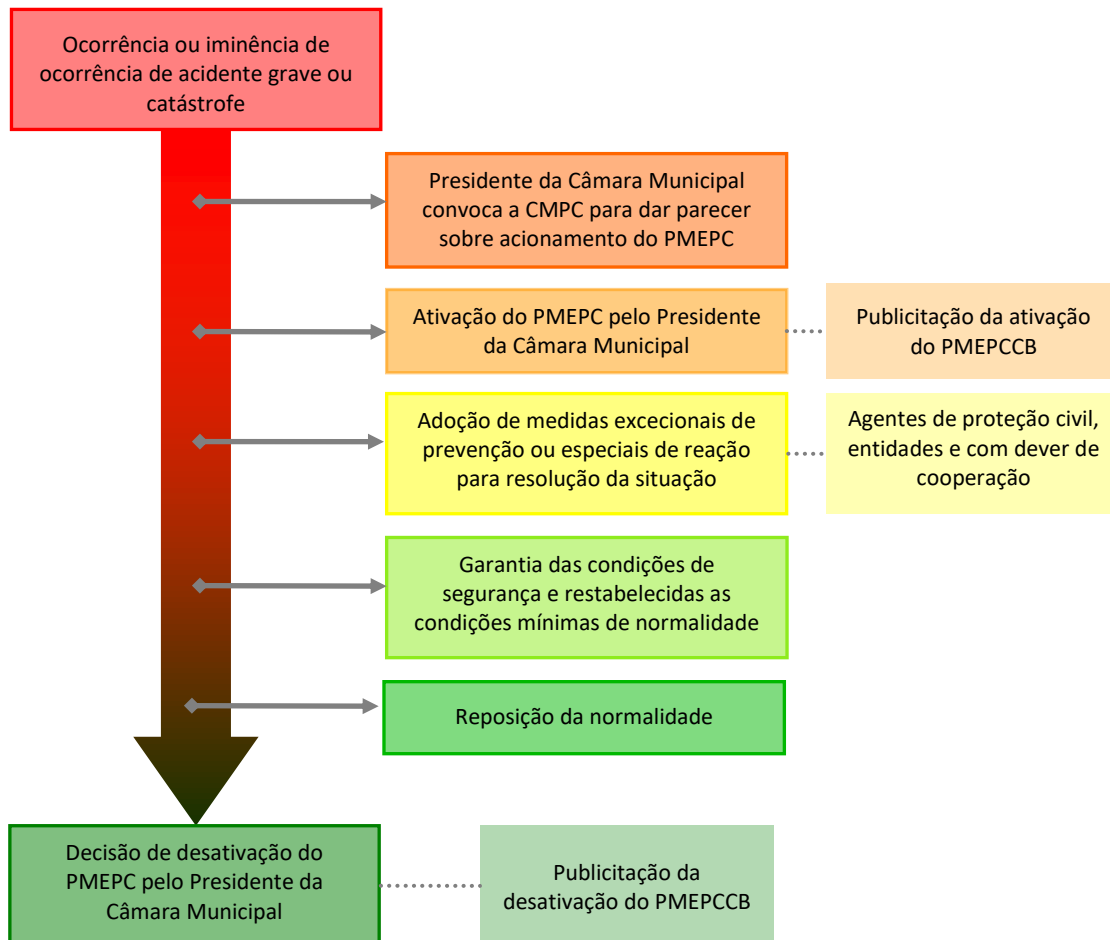 Ocorrência ou iminência de
ocorrência de acidente grave ou
catástrofe
Presidente da Câmara Municipal
convoca a CMPC para dar parecer
sobre acionamento do PMEPC
Ativação do PMEPC pelo Presidente
da Câmara Municipal
Publicitação da ativação
do PMEPCCB
Adoção de medidas excecionais de
prevenção ou especiais de reação
para resolução da situação
Agentes de proteção civil,
entidades e com dever de
cooperação
Garantia das condições de
segurança e restabelecidas as
condições mínimas de normalidade
Reposição da normalidade
Decisão de desativação do
PMEPC pelo Presidente da
Câmara Municipal
Publicitação da
desativação do PMEPCCB